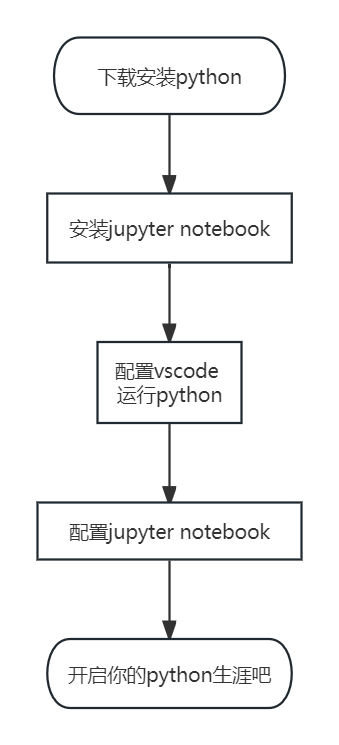 下载安装python
安装jupyter notebook
配置vscode
运行python
配置jupyter notebook
开启你的python生涯吧